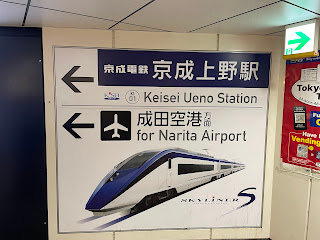 京成電鉄 京成上野駅
KS 01 Keisei Ueno Station
成田空港方面
for Narita Airport
SKYLINER
Tokyo
Have
Vending